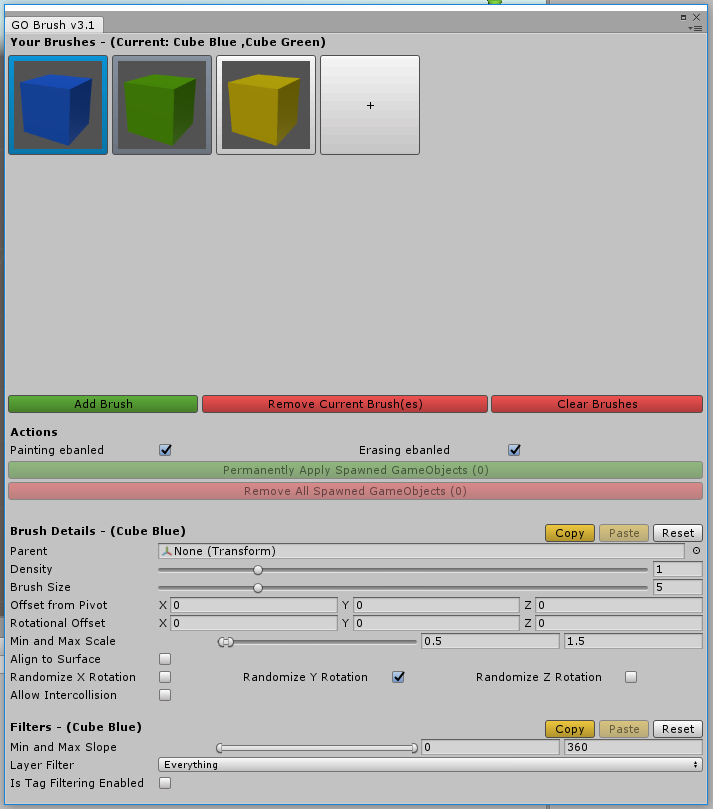 GO Brush v3.1
Your Brushes - (Current: Cube Blue ,Cube Green)
+
Add Brush Remove Current Brush(es) Clear Brushes
Actions
Painting ebanled Erasing ebanled
Permanently Apply Spawned GameObjects (0)
Remove All Spawned GameObjects (0)
Brush Details - (Cube Blue) Copy Paste Reset
Parent None (Transform)
Density 1
Brush Size 5
Offset from Pivot X 0 Y 0 Z 0
Rotational Offset X 0 Y 0 Z 0
Min and Max Scale 0.5 1.5
Align to Surface
Randomize X Rotation Randomize Y Rotation Randomize Z Rotation
Allow Intercollision
Filters - (Cube Blue) Copy Paste Reset
Min and Max Slope 0 360
Layer Filter Everything
Is Tag Filtering Enabled